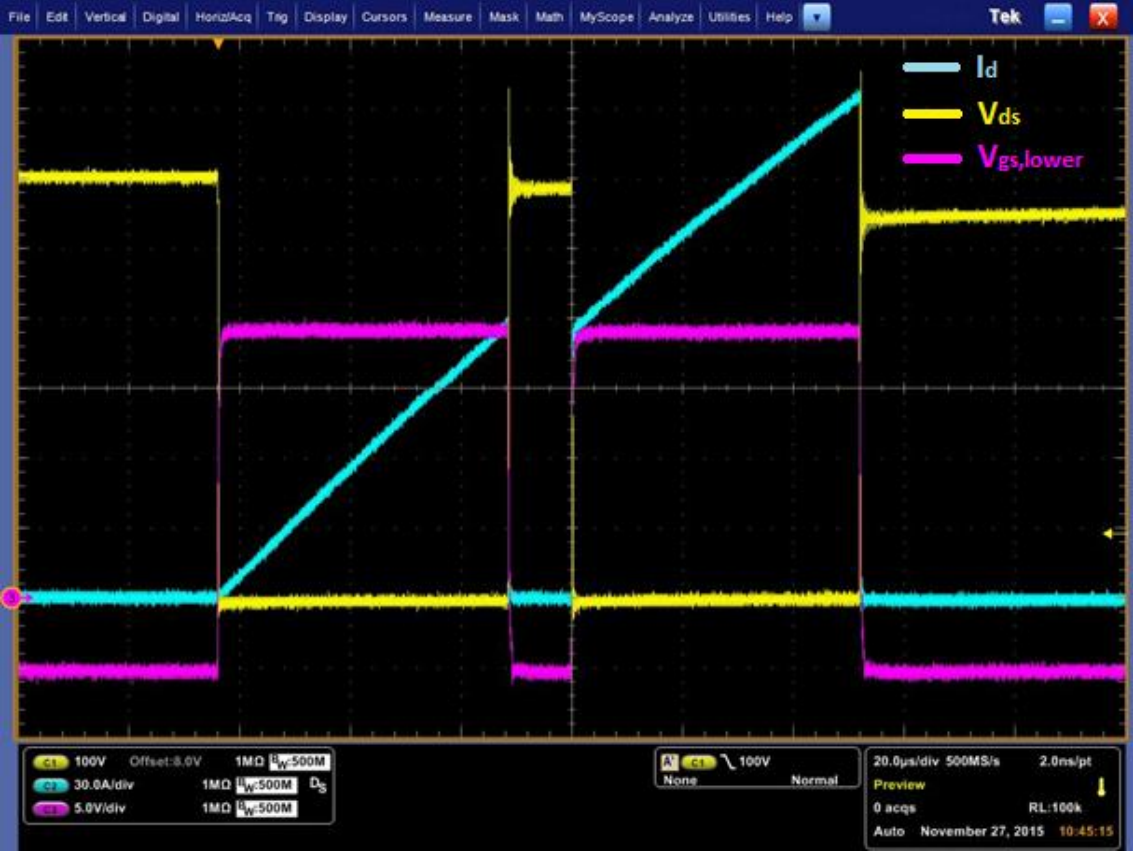 File Edit Vertical Digital Horiz/Acq Trig Display Cursors Measure Mask Math MyScope Analyze Utilities Help Tek X
Id
Vds
Vgs,lower
C1 100V Offset:8.0V 1MΩ BW:500M
C2 30.0A/div 1MΩ BW:500M Ds
C3 5.0V/div 1MΩ BW:500M
A' C1 100V
None Normal
20.0µs/div 500MS/s 2.0ns/pt
Preview
0 acqs RL:100k
Auto November 27, 2015 10:45:15